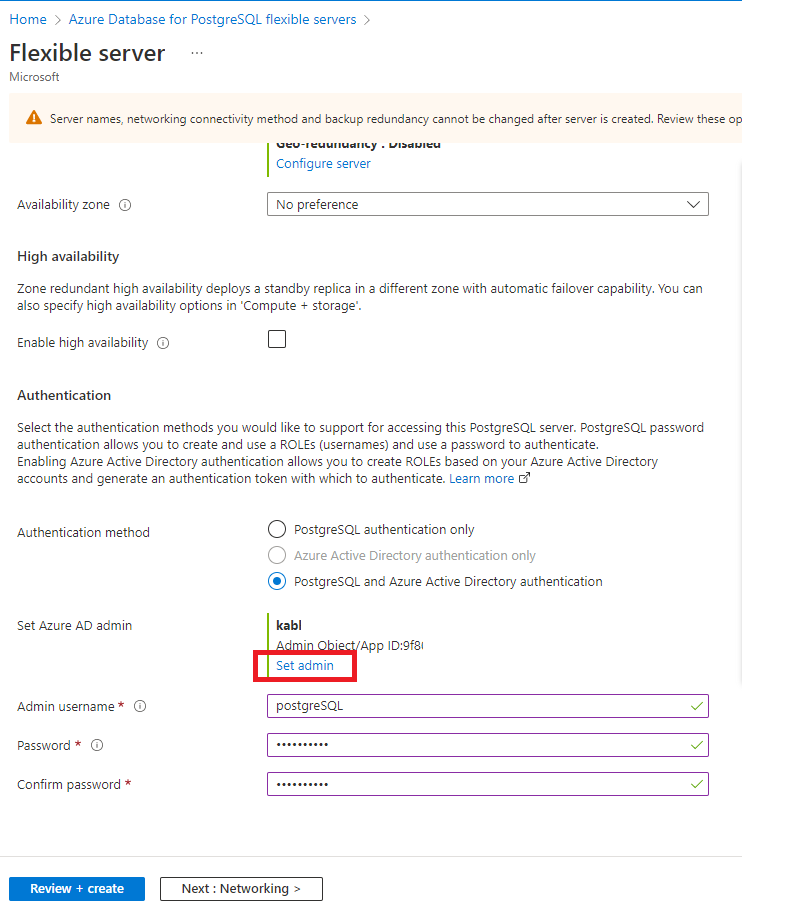 Home > Azure Database for PostgreSQL flexible servers >
Flexible server ...
Microsoft
Server names, networking connectivity method and backup redundancy cannot be changed after server is created. Review these op
Geo-redundancy : Disabled
Configure server
Availability zone
No preference
High availability
Zone redundant high availability deploys a standby replica in a different zone with automatic failover capability. You can
also specify high availability options in 'Compute + storage'.
Enable high availability
Authentication
Select the authentication methods you would like to support for accessing this PostgreSQL server. PostgreSQL password
authentication allows you to create and use a ROLEs (usernames) and use a password to authenticate.
Enabling Azure Active Directory authentication allows you to create ROLEs based on your Azure Active Directory
accounts and generate an authentication token with which to authenticate. Learn more
Authentication method
PostgreSQL authentication only
Azure Active Directory authentication only
PostgreSQL and Azure Active Directory authentication
Set Azure AD admin
kabl
Admin Object/App ID:9f8
Set admin
Admin username *
postgreSQL
Password *
••••••••••
Confirm password *
••••••••••
Review + create
Next : Networking >